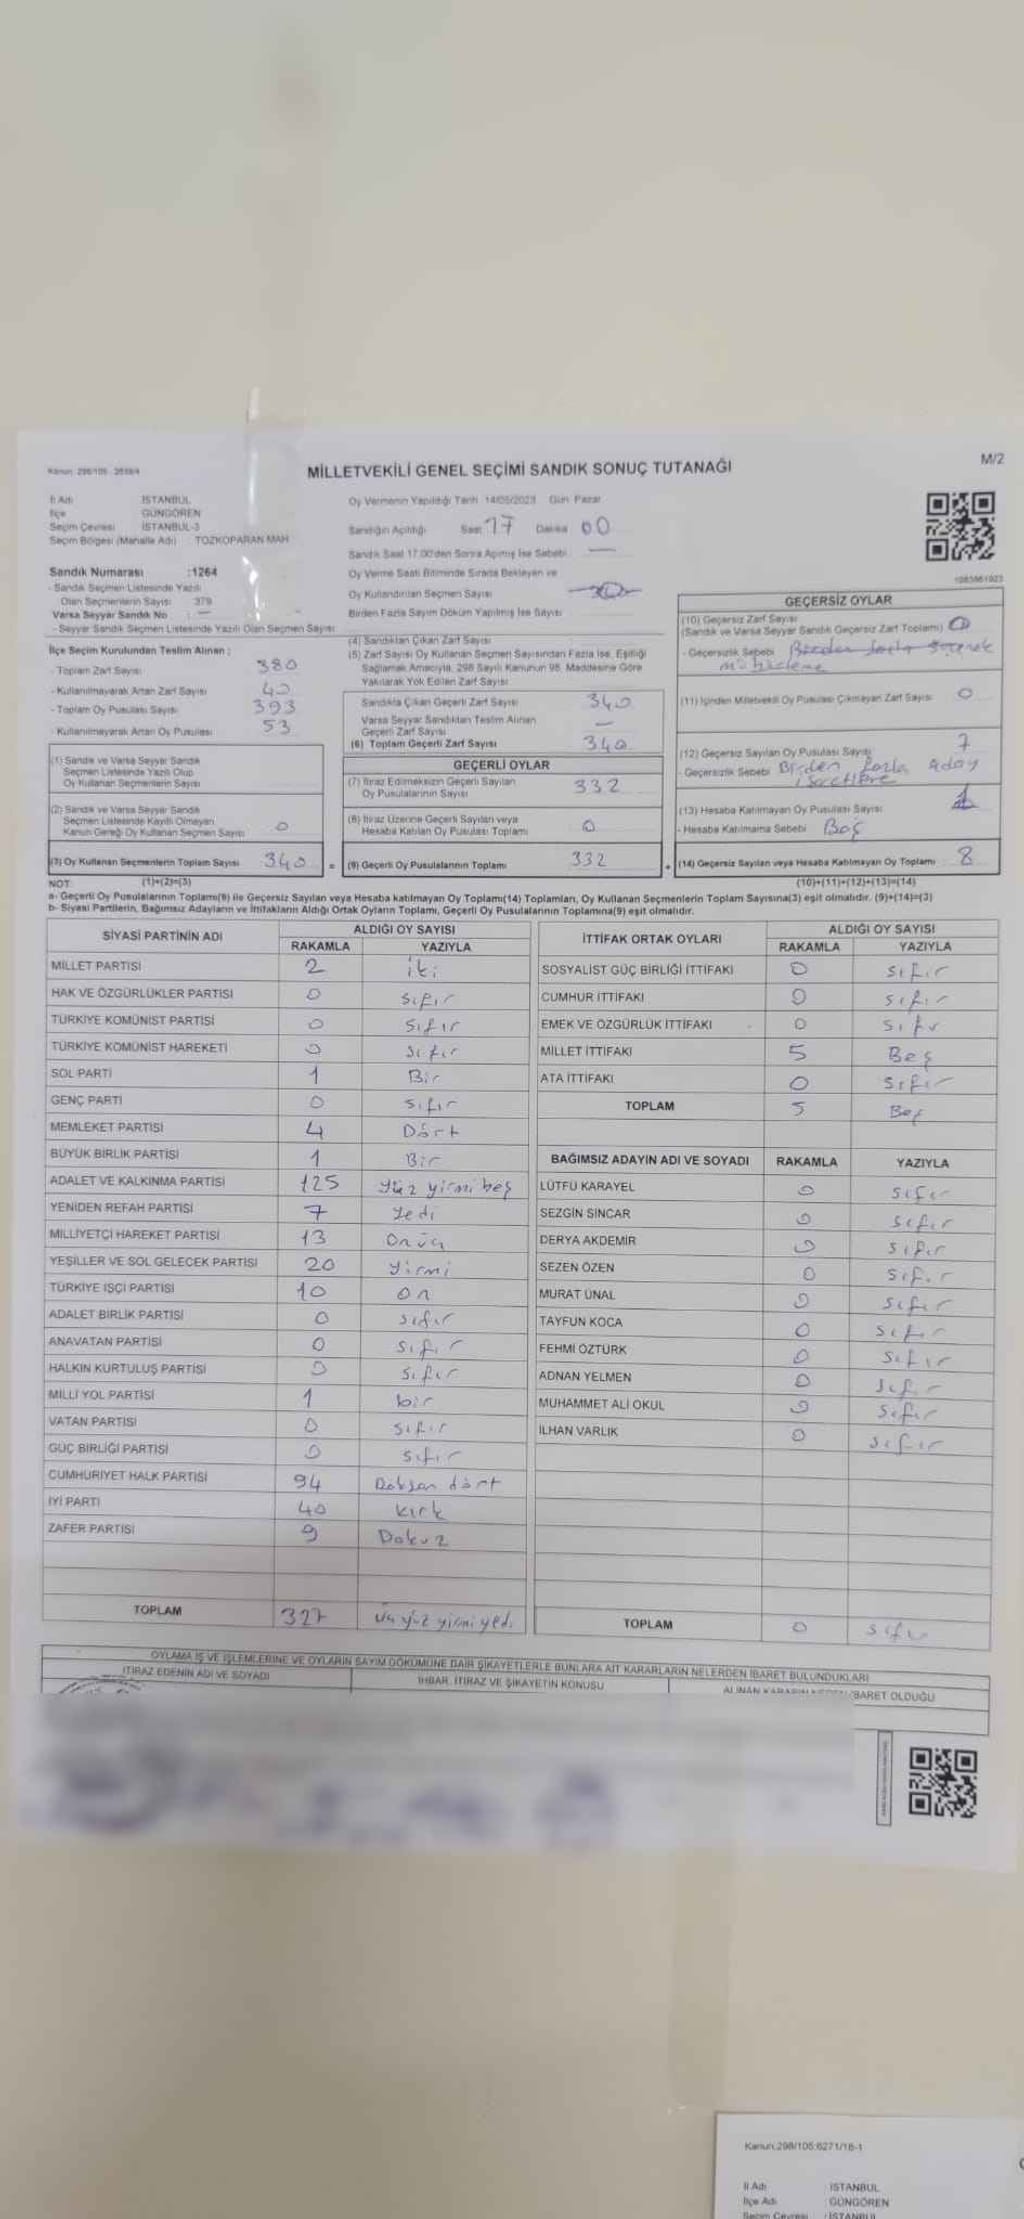 Kanun: 298/105 - 2839/4
MİLLETVEKİLİ GENEL SEÇİMİ SANDIK SONUÇ TUTANAĞI
M/2
İl Adı İSTANBUL
İlçe GÜNGÖREN
Seçim Çevresi İSTANBUL-3
Seçim Bölgesi (Mahalle Adı) TOZKOPARAN MAH
Sandık Numarası :1264
- Sandık Seçmen Listesinde Yazılı
Olan Seçmenlerin Sayısı 379
Varsa Seyyar Sandık No : —
- Seyyar Sandık Seçmen Listesinde Yazılı Olan Seçmen Sayısı
Oy Vermenin Yapıldığı Tarih 14/05/2023 Gün Pazar
Sandığın Açıldığı Saat 17 Dakika 00
Sandık Saat 17.00'den Sonra Açılmış İse Sebebi —
Oy Verme Saati Bitiminde Sırada Bekleyen ve
Oy Kullandırılan Seçmen Sayısı
Birden Fazla Sayım Döküm Yapılmış İse Sayısı
İlçe Seçim Kurulundan Teslim Alınan :
- Toplam Zarf Sayısı 380
- Kullanılmayarak Artan Zarf Sayısı 40
- Toplam Oy Pusulası Sayısı 393
- Kullanılmayarak Artan Oy Pusulası 53
(1) Sandık ve Varsa Seyyar Sandık
Seçmen Listesinde Yazılı Olup
Oy Kullanan Seçmenlerin Sayısı
(2) Sandık ve Varsa Seyyar Sandık
Seçmen Listesinde Kayıtlı Olmayan
Kanun Gereği Oy Kullanan Seçmen Sayısı 0
(3) Oy Kullanan Seçmenlerin Toplam Sayısı 340 =
(4) Sandıktan Çıkan Zarf Sayısı
(5) Zarf Sayısı Oy Kullanan Seçmen Sayısından Fazla İse, Eşitliği
Sağlamak Amacıyla, 298 Sayılı Kanunun 98. Maddesine Göre
Yakılarak Yok Edilen Zarf Sayısı
Sandıkta Çıkan Geçerli Zarf Sayısı 340
Varsa Seyyar Sandıktan Teslim Alınan
Geçerli Zarf Sayısı —
(6) Toplam Geçerli Zarf Sayısı 340
GEÇERLİ OYLAR
(7) İtiraz Edilmeksizin Geçerli Sayılan
Oy Pusulalarının Sayısı 332
(8) İtiraz Üzerine Geçerli Sayılan veya
Hesaba Katılan Oy Pusulası Toplamı 0
(9) Geçerli Oy Pusulalarının Toplamı 332 +
GEÇERSİZ OYLAR
(10) Geçersiz Zarf Sayısı
(Sandık ve Varsa Seyyar Sandık Geçersiz Zarf Toplamı) 0
- Geçersizlik Sebebi Birden fazla seçenek
(11) İçinden Milletvekili Oy Pusulası Çıkmayan Zarf Sayısı 0
(12) Geçersiz Sayılan Oy Pusulası Sayısı 7
- Geçersizlik Sebebi Birden fazla aday
(13) Hesaba Katılmayan Oy Pusulası Sayısı 1
- Hesaba Katılmama Sebebi Boş
(14) Geçersiz Sayılan veya Hesaba Katılmayan Oy Toplamı 8
NOT: (1)+(2)=(3) (10)+(11)+(12)+(13)=(14)
a- Geçerli Oy Pusulalarının Toplamı(9) ile Geçersiz Sayılan veya Hesaba katılmayan Oy Toplamı(14) Toplamları, Oy Kullanan Seçmenlerin Toplam Sayısına(3) eşit olmalıdır. (9)+(14)=(3)
b- Siyasi Partilerin, Bağımsız Adayların ve İttifakların Aldığı Ortak Oyların Toplamı, Geçerli Oy Pusulalarının Toplamına(9) eşit olmalıdır.
SİYASİ PARTİNİN ADI ALDIĞI OY SAYISI
RAKAMLA YAZIYLA
MİLLET PARTİSİ 2 iki
HAK VE ÖZGÜRLÜKLER PARTİSİ 0 sıfır
TÜRKİYE KOMÜNİST PARTİSİ 0 sıfır
TÜRKİYE KOMÜNİST HAREKETİ 0 sıfır
SOL PARTİ 1 Bir
GENÇ PARTİ 0 sıfır
MEMLEKET PARTİSİ 4 Dört
BÜYÜK BİRLİK PARTİSİ 1 Bir
ADALET VE KALKINMA PARTİSİ 125 yüz yirmi beş
YENİDEN REFAH PARTİSİ 7 Yedi
MİLLİYETÇİ HAREKET PARTİSİ 13 Onüç
YEŞİLLER VE SOL GELECEK PARTİSİ 20 yirmi
TÜRKİYE İŞÇİ PARTİSİ 10 on
ADALET BİRLİK PARTİSİ 0 sıfır
ANAVATAN PARTİSİ 0 sıfır
HALKIN KURTULUŞ PARTİSİ 0 sıfır
MİLLİ YOL PARTİSİ 1 bir
VATAN PARTİSİ 0 sıfır
GÜÇ BİRLİĞİ PARTİSİ 0 sıfır
CUMHURİYET HALK PARTİSİ 94 Doksan dört
İYİ PARTİ 40 kırk
ZAFER PARTİSİ 9 Dokuz
TOPLAM 327 üç yüz yirmi yedi
İTTİFAK ORTAK OYLARI ALDIĞI OY SAYISI
RAKAMLA YAZIYLA
SOSYALİST GÜÇ BİRLİĞİ İTTİFAKI 0 sıfır
CUMHUR İTTİFAKI 0 sıfır
EMEK VE ÖZGÜRLÜK İTTİFAKI 0 sıfır
MİLLET İTTİFAKI 5 Beş
ATA İTTİFAKI 0 sıfır
TOPLAM 5 Beş
BAĞIMSIZ ADAYIN ADI VE SOYADI RAKAMLA YAZIYLA
LÜTFÜ KARAYEL 0 sıfır
SEZGİN SİNCAR 0 sıfır
DERYA AKDEMİR 0 sıfır
SEZEN ÖZEN 0 sıfır
MURAT ÜNAL 0 sıfır
TAYFUN KOCA 0 sıfır
FEHMİ ÖZTÜRK 0 sıfır
ADNAN YELMEN 0 sıfır
MUHAMMET ALİ OKUL 0 sıfır
İLHAN VARLIK 0 sıfır
TOPLAM 0 sıfır
OYLAMA İŞ VE İŞLEMLERİNE VE OYLARIN SAYIM DÖKÜMÜNE DAİR ŞİKAYETLERLE BUNLARA AİT KARARLARIN NELERDEN İBARET BULUNDUKLARI
İTİRAZ EDENİN ADI VE SOYADI İHBAR, İTİRAZ VE ŞİKAYETİN KONUSU ALINAN KARARIN İBARET OLDUĞU
Kanun.298/105:6271/16-1
İl Adı İSTANBUL
İlçe Adı GÜNGÖREN
Seçim Çevresi : İSTANBUL